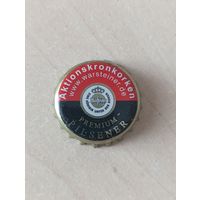 Aktionskronkorken
www.warsteiner.de
PREMIUM
PILSENER